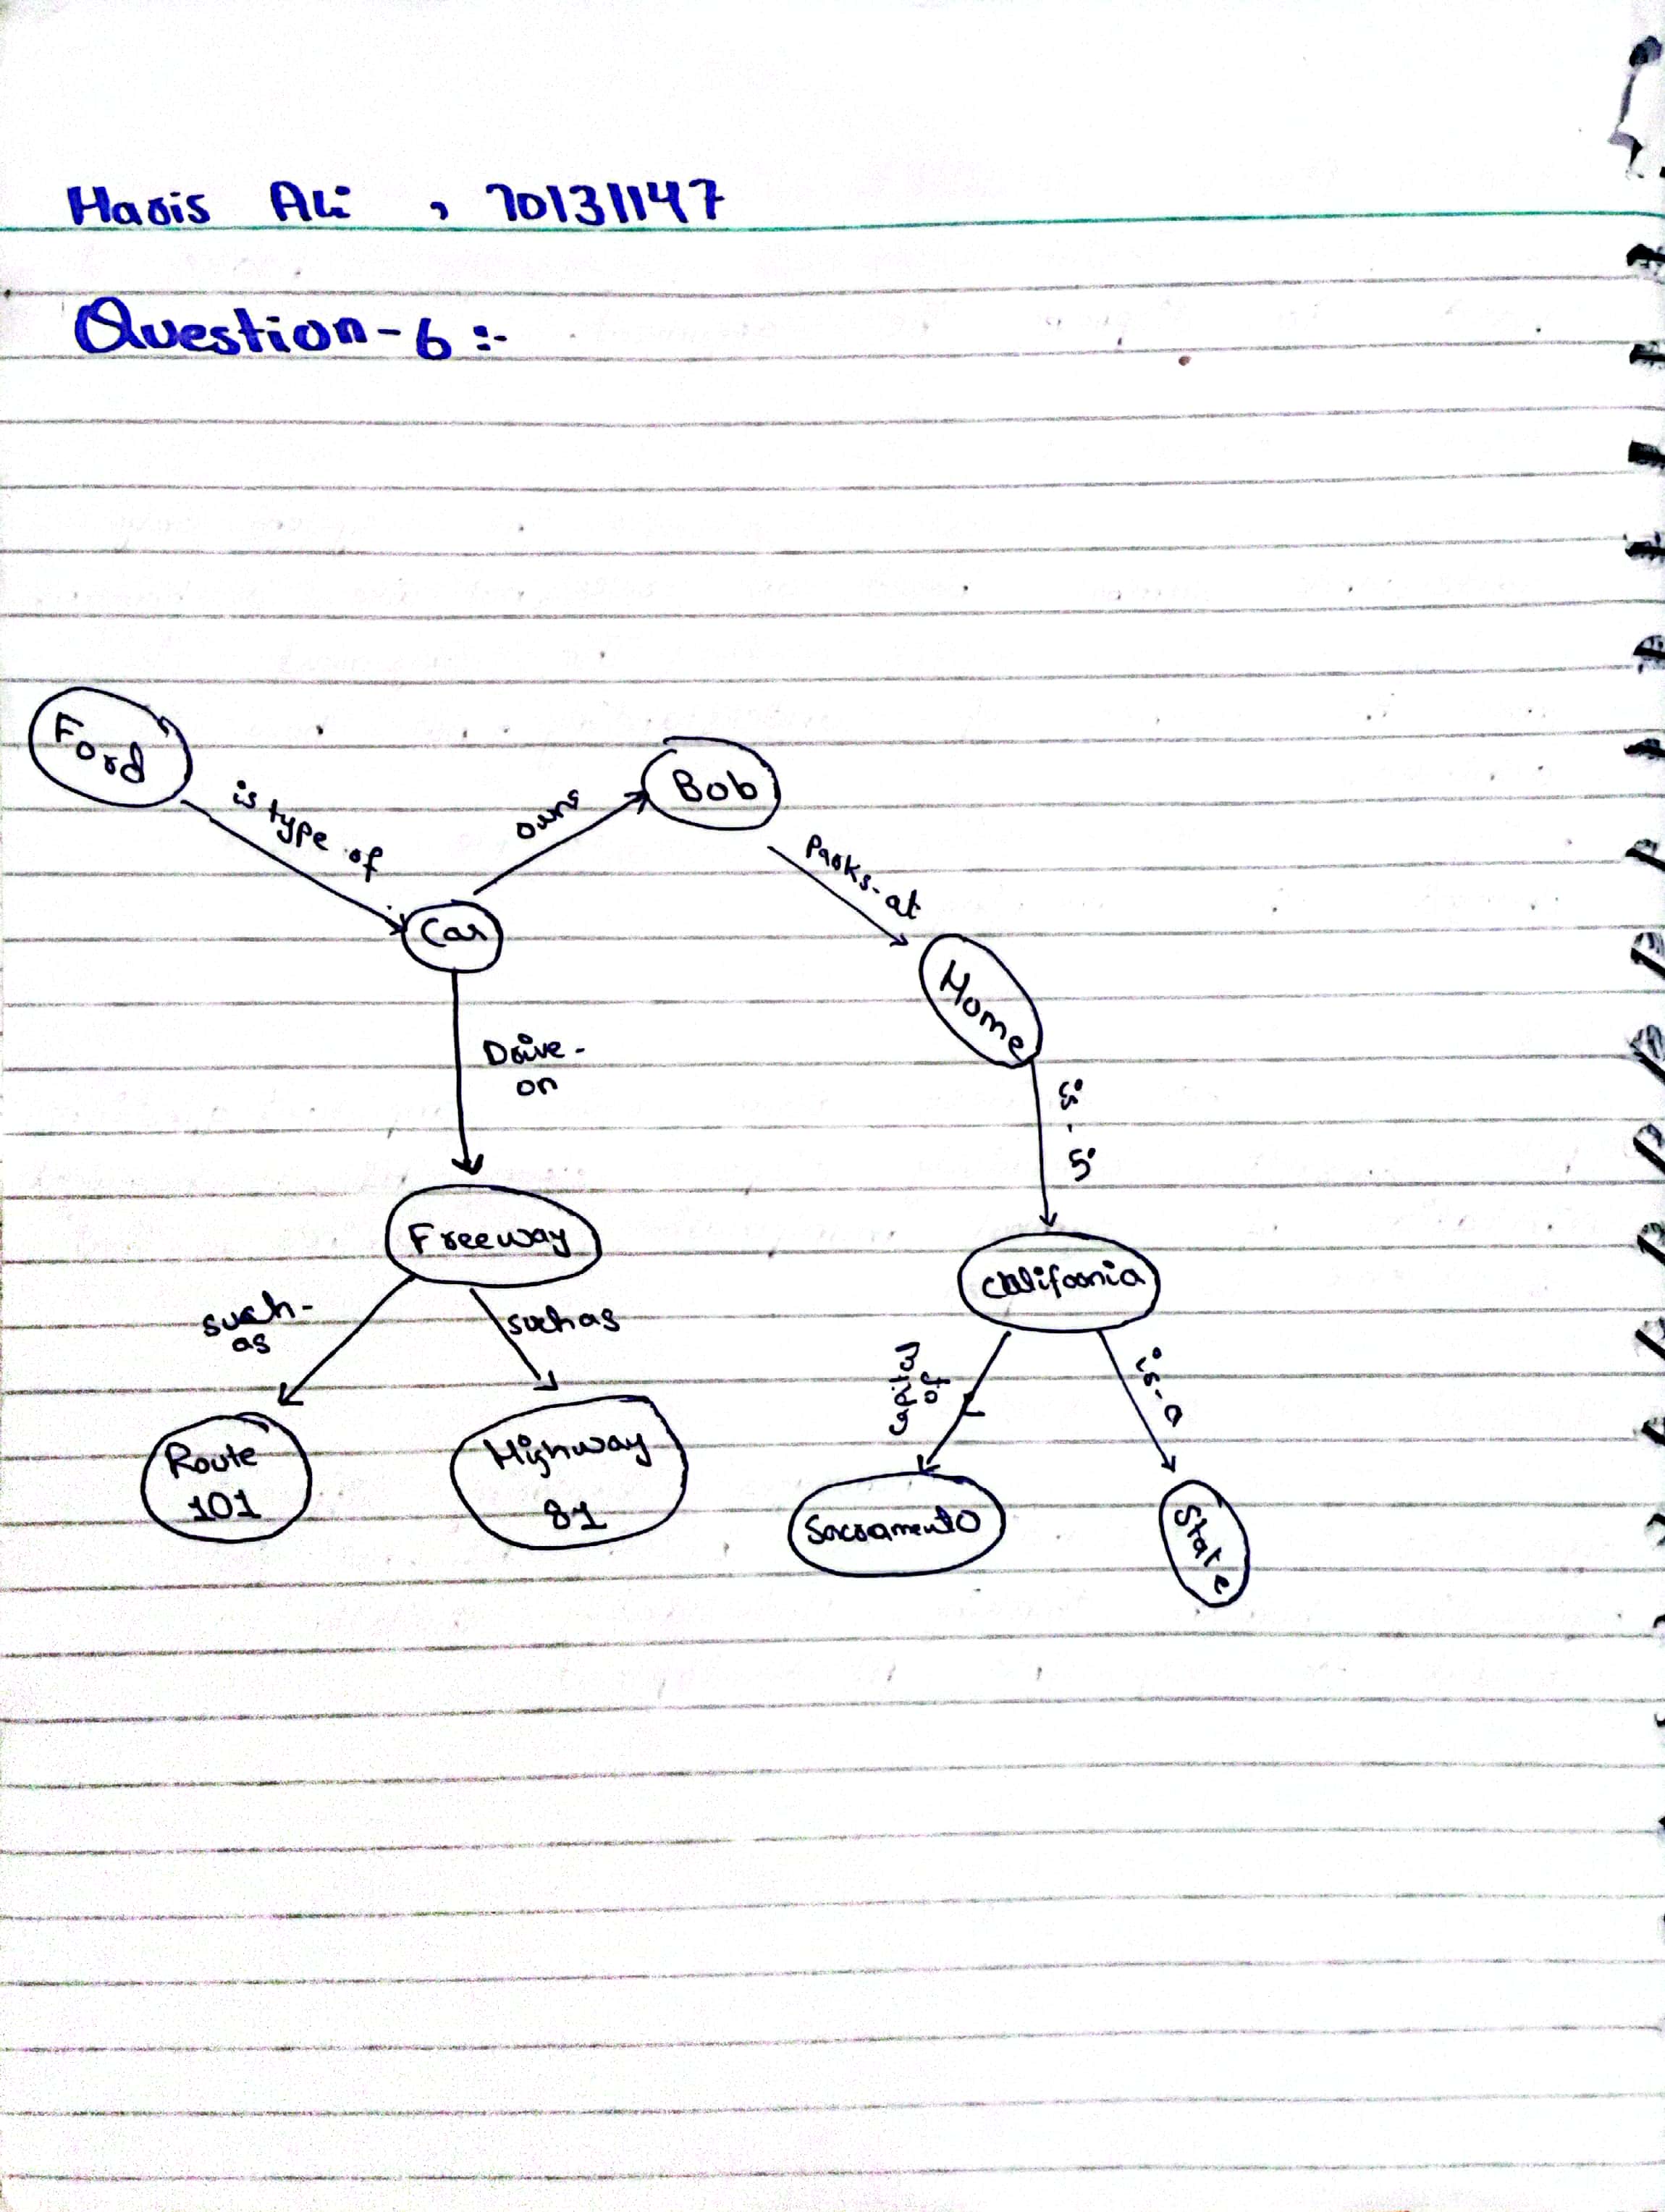 Haris Ali , 70131147
Question-6 :-
Ford
is type of
owns
Bob
Parks-at
Car
Home
Drive-
on
is-in
Freeway
California
such-
as
suchas
capital
of
is-a
Route
101
Highway
81
Sacramento
State